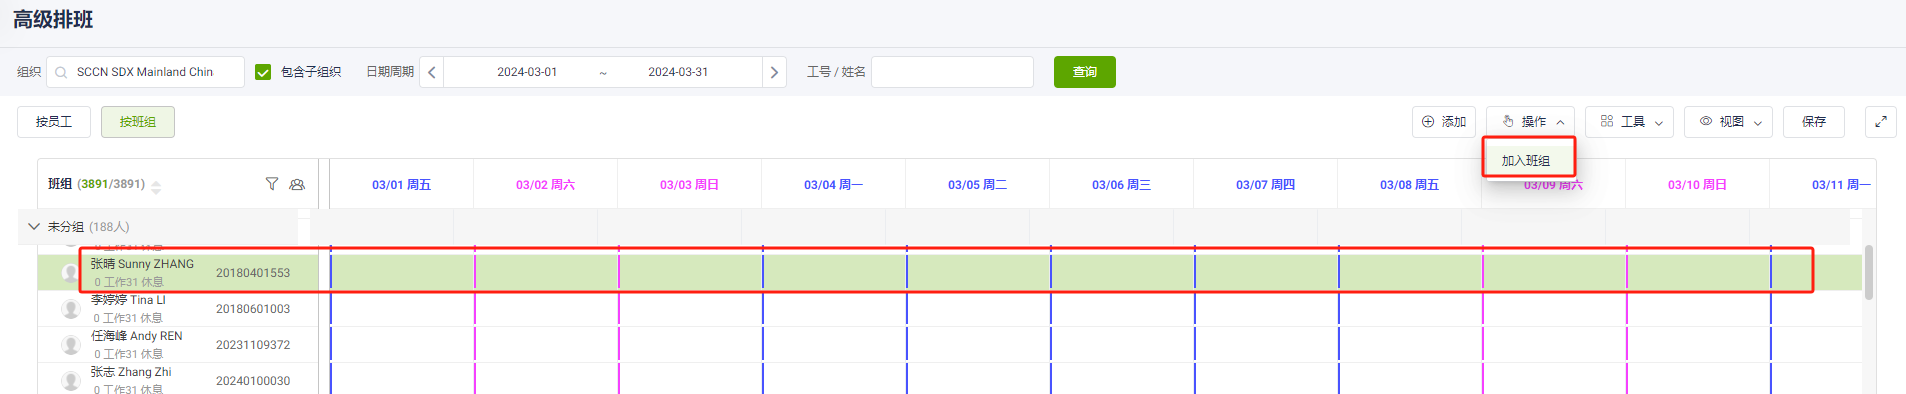 高级排班
组织 SCCN SDX Mainland Chin 包含子组织 日期周期 2024-03-01 ~ 2024-03-31 工号 / 姓名 查询
按员工 按班组 添加 操作 工具 视图 保存
加入班组
班组 (3891/3891) 03/01 周五 03/02 周六 03/03 周日 03/04 周一 03/05 周二 03/06 周三 03/07 周四 03/08 周五 03/09 周六 03/10 周日 03/11 周一
未分组 (188人)
0 工作31 休息
张晴 Sunny ZHANG 20180401553
0 工作31 休息
李婷婷 Tina LI 20180601003
0 工作31 休息
任海峰 Andy REN 20231109372
0 工作31 休息
张志 Zhang Zhi 20240100030
0 工作31 休息